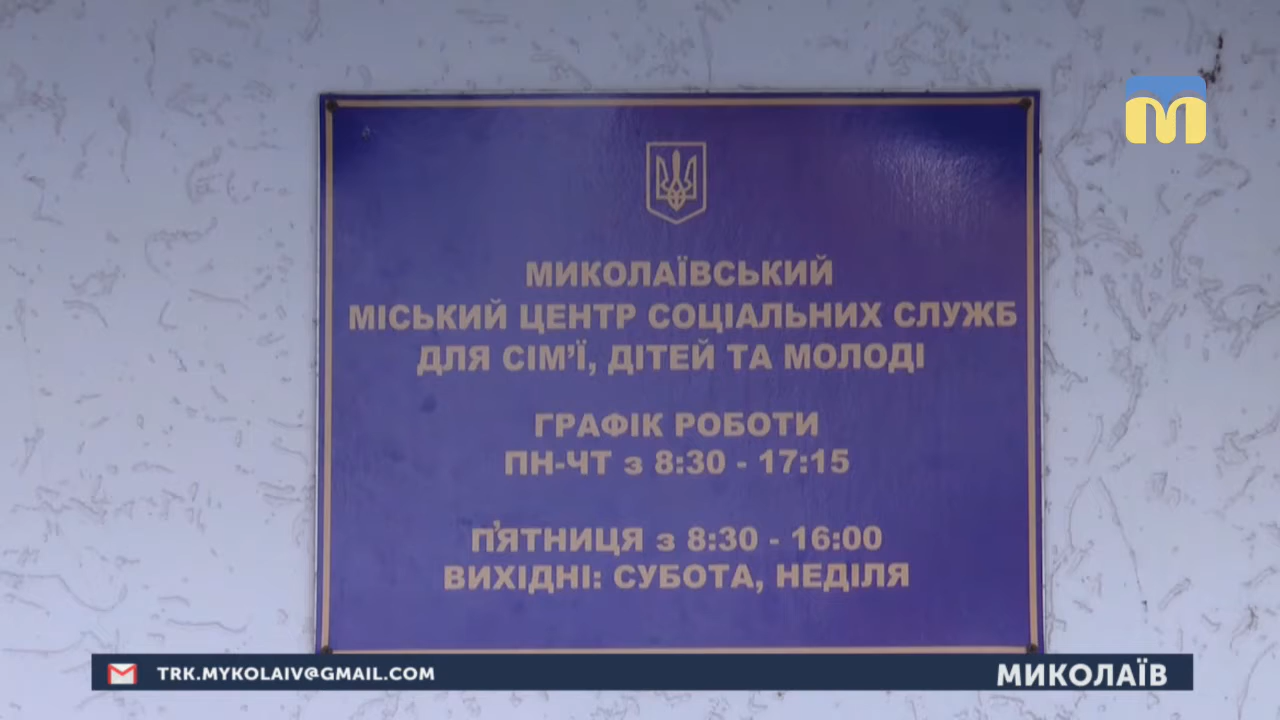 МИКОЛАЇВСЬКИЙ
МІСЬКИЙ ЦЕНТР СОЦІАЛЬНИХ СЛУЖБ
ДЛЯ СІМ’Ї, ДІТЕЙ ТА МОЛОДІ
ГРАФІК РОБОТИ
ПН-ЧТ з 8:30 - 17:15
П’ЯТНИЦЯ з 8:30 - 16:00
ВИХІДНІ: СУБОТА, НЕДІЛЯ
TRK.MYKOLAIV@GMAIL.COM
МИКОЛАЇВ